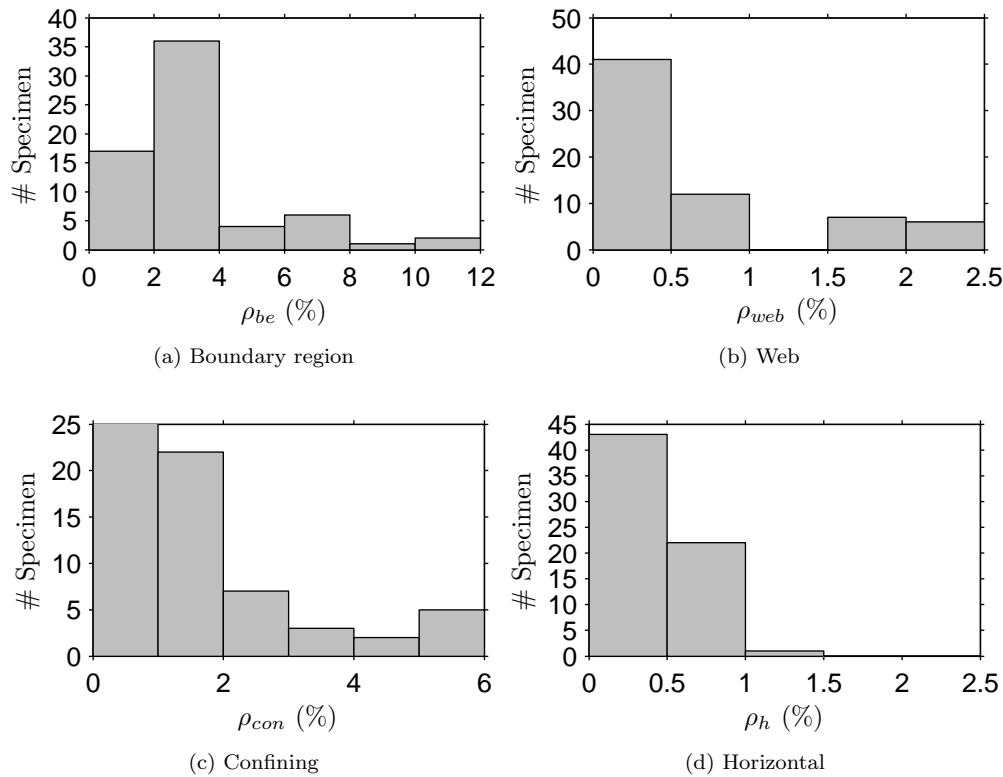 40
35
30
25
20
15
10
5
0
# Specimen
0 2 4 6 8 10 12
ρbe (%)
(a) Boundary region
50
40
30
20
10
0
# Specimen
0 0.5 1 1.5 2 2.5
ρweb (%)
(b) Web
25
20
15
10
5
0
# Specimen
0 2 4 6
ρcon (%)
(c) Confining
45
40
35
30
25
20
15
10
5
0
# Specimen
0 0.5 1 1.5 2 2.5
ρh (%)
(d) Horizontal